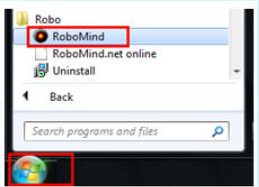 Robo
RoboMind
RoboMind.net online
Uninstall
Back
Search programs and files